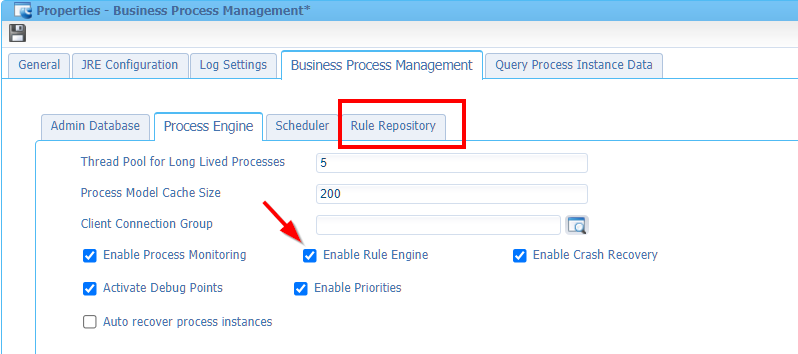 Properties - Business Process Management*
General JRE Configuration Log Settings Business Process Management Query Process Instance Data
Admin Database Process Engine Scheduler Rule Repository
Thread Pool for Long Lived Processes 5
Process Model Cache Size 200
Client Connection Group
Enable Process Monitoring Enable Rule Engine Enable Crash Recovery
Activate Debug Points Enable Priorities
Auto recover process instances